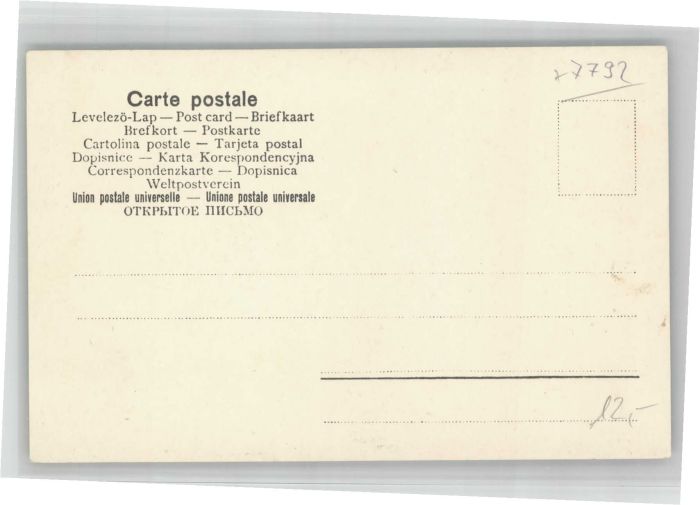 7792
Carte postale
Levelező-Lap — Post card — Briefkaart
Brefkort — Postkarte
Cartolina postale — Tarjeta postal
Dopisnice — Karta Korespondencyjna
Correspondenzkarte — Dopisnica
Weltpostverein
Union postale universelle — Unione postale universale
ОТКРЫТОЕ ПИСЬМО
12,-